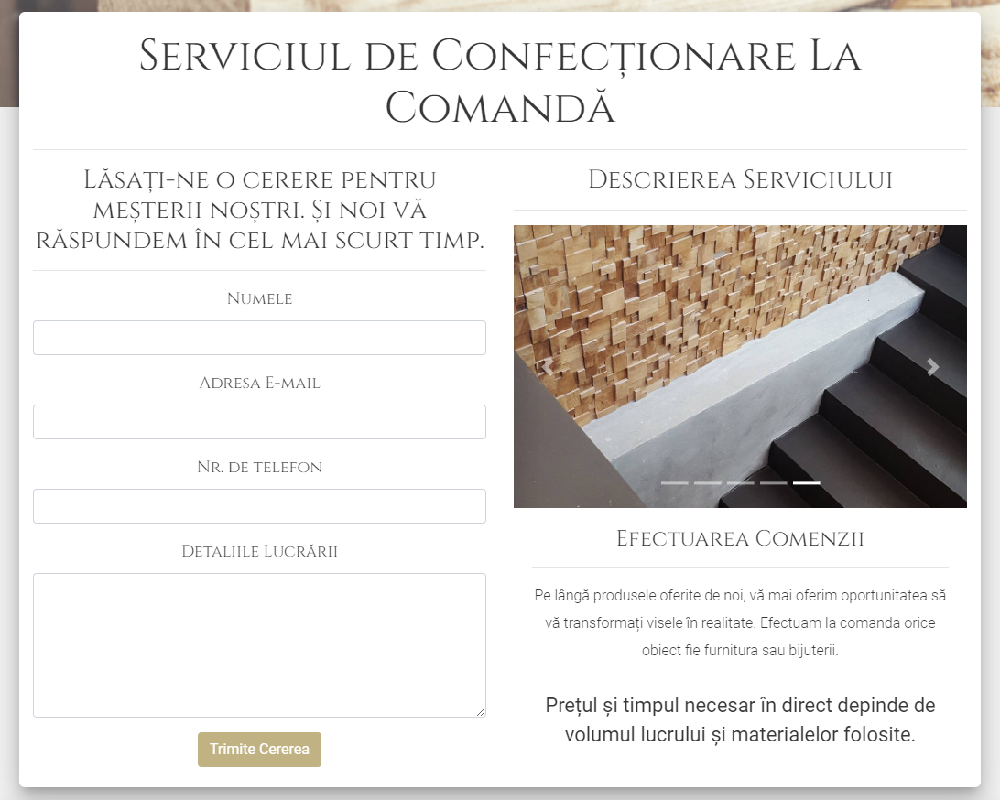 Serviciul de Confecționare La
Comandă
Lăsați-ne o cerere pentru
meșterii noștri. Și noi vă
răspundem în cel mai scurt timp.
Numele
Adresa E-mail
Nr. de telefon
Detaliile Lucrării
Trimite Cererea
Descrierea Serviciului
Efectuarea Comenzii
Pe lângă produsele oferite de noi, vă mai oferim oportunitatea să
vă transformați visele în realitate. Efectuam la comanda orice
obiect fie furnitura sau bijuterii.
Prețul și timpul necesar în direct depinde de
volumul lucrului și materialelor folosite.